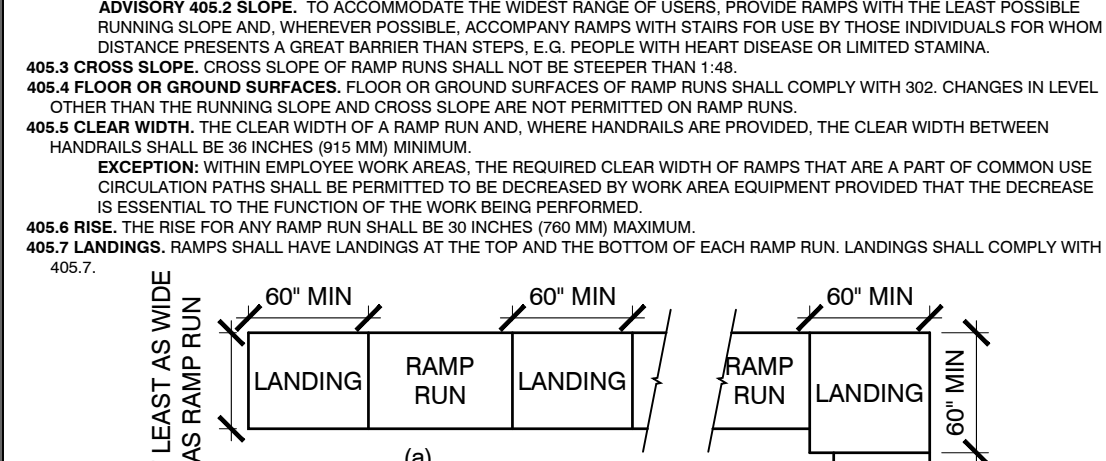 ADVISORY 405.2 SLOPE. TO ACCOMMODATE THE WIDEST RANGE OF USERS, PROVIDE RAMPS WITH THE LEAST POSSIBLE
RUNNING SLOPE AND, WHEREVER POSSIBLE, ACCOMPANY RAMPS WITH STAIRS FOR USE BY THOSE INDIVIDUALS FOR WHOM
DISTANCE PRESENTS A GREAT BARRIER THAN STEPS, E.G. PEOPLE WITH HEART DISEASE OR LIMITED STAMINA.
405.3 CROSS SLOPE. CROSS SLOPE OF RAMP RUNS SHALL NOT BE STEEPER THAN 1:48.
405.4 FLOOR OR GROUND SURFACES. FLOOR OR GROUND SURFACES OF RAMP RUNS SHALL COMPLY WITH 302. CHANGES IN LEVEL
OTHER THAN THE RUNNING SLOPE AND CROSS SLOPE ARE NOT PERMITTED ON RAMP RUNS.
405.5 CLEAR WIDTH. THE CLEAR WIDTH OF A RAMP RUN AND, WHERE HANDRAILS ARE PROVIDED, THE CLEAR WIDTH BETWEEN
HANDRAILS SHALL BE 36 INCHES (915 MM) MINIMUM.
EXCEPTION: WITHIN EMPLOYEE WORK AREAS, THE REQUIRED CLEAR WIDTH OF RAMPS THAT ARE A PART OF COMMON USE
CIRCULATION PATHS SHALL BE PERMITTED TO BE DECREASED BY WORK AREA EQUIPMENT PROVIDED THAT THE DECREASE
IS ESSENTIAL TO THE FUNCTION OF THE WORK BEING PERFORMED.
405.6 RISE. THE RISE FOR ANY RAMP RUN SHALL BE 30 INCHES (760 MM) MAXIMUM.
405.7 LANDINGS. RAMPS SHALL HAVE LANDINGS AT THE TOP AND THE BOTTOM OF EACH RAMP RUN. LANDINGS SHALL COMPLY WITH
405.7.
LEAST AS WIDE
AS RAMP RUN
60" MIN
60" MIN
60" MIN
LANDING
RAMP
RUN
LANDING
RAMP
RUN
LANDING
60" MIN
(a)